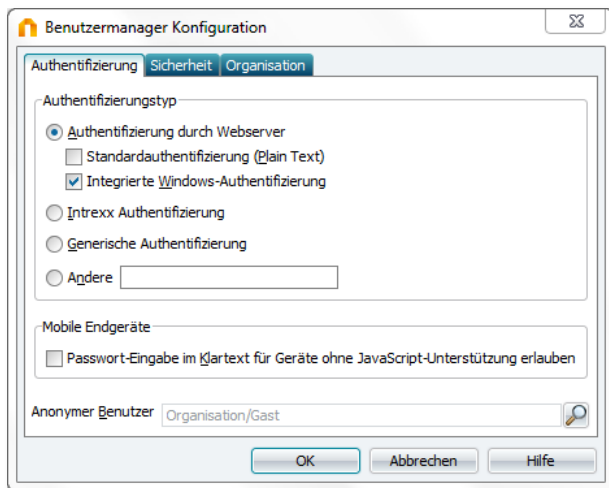 Benutzermanager Konfiguration
Authentifizierung Sicherheit Organisation
Authentifizierungstyp
Authentifizierung durch Webserver
Standardauthentifizierung (Plain Text)
Integrierte Windows-Authentifizierung
Intrexx Authentifizierung
Generische Authentifizierung
Andere
Mobile Endgeräte
Passwort-Eingabe im Klartext für Geräte ohne JavaScript-Unterstützung erlauben
Anonymer Benutzer Organisation/Gast
OK Abbrechen Hilfe